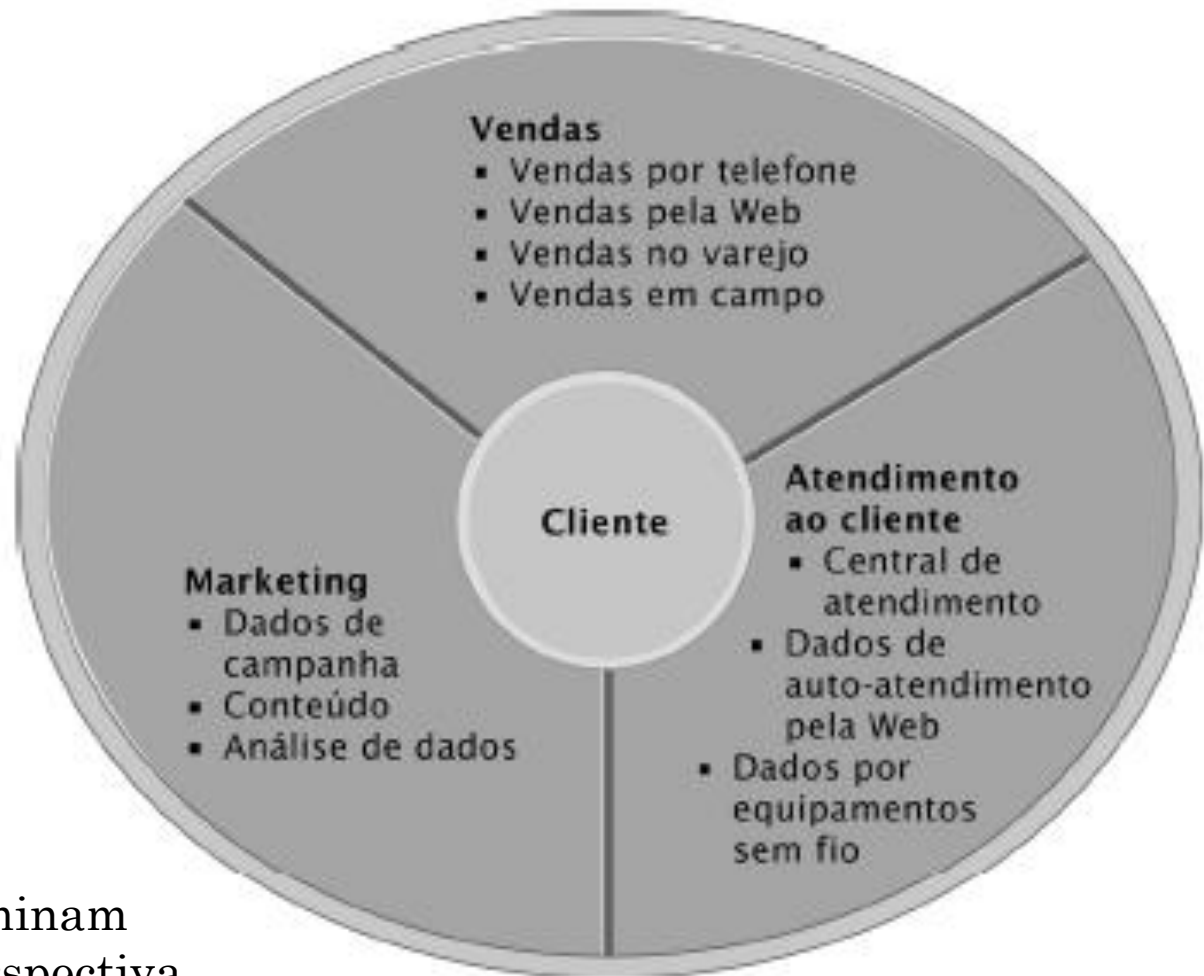 Vendas
▪ Vendas por telefone
▪ Vendas pela Web
▪ Vendas no varejo
▪ Vendas em campo
Cliente
Atendimento
ao cliente
▪ Central de
atendimento
▪ Dados de
auto-atendimento
pela Web
▪ Dados por
equipamentos
sem fio
Marketing
▪ Dados de
campanha
▪ Conteúdo
▪ Análise de dados